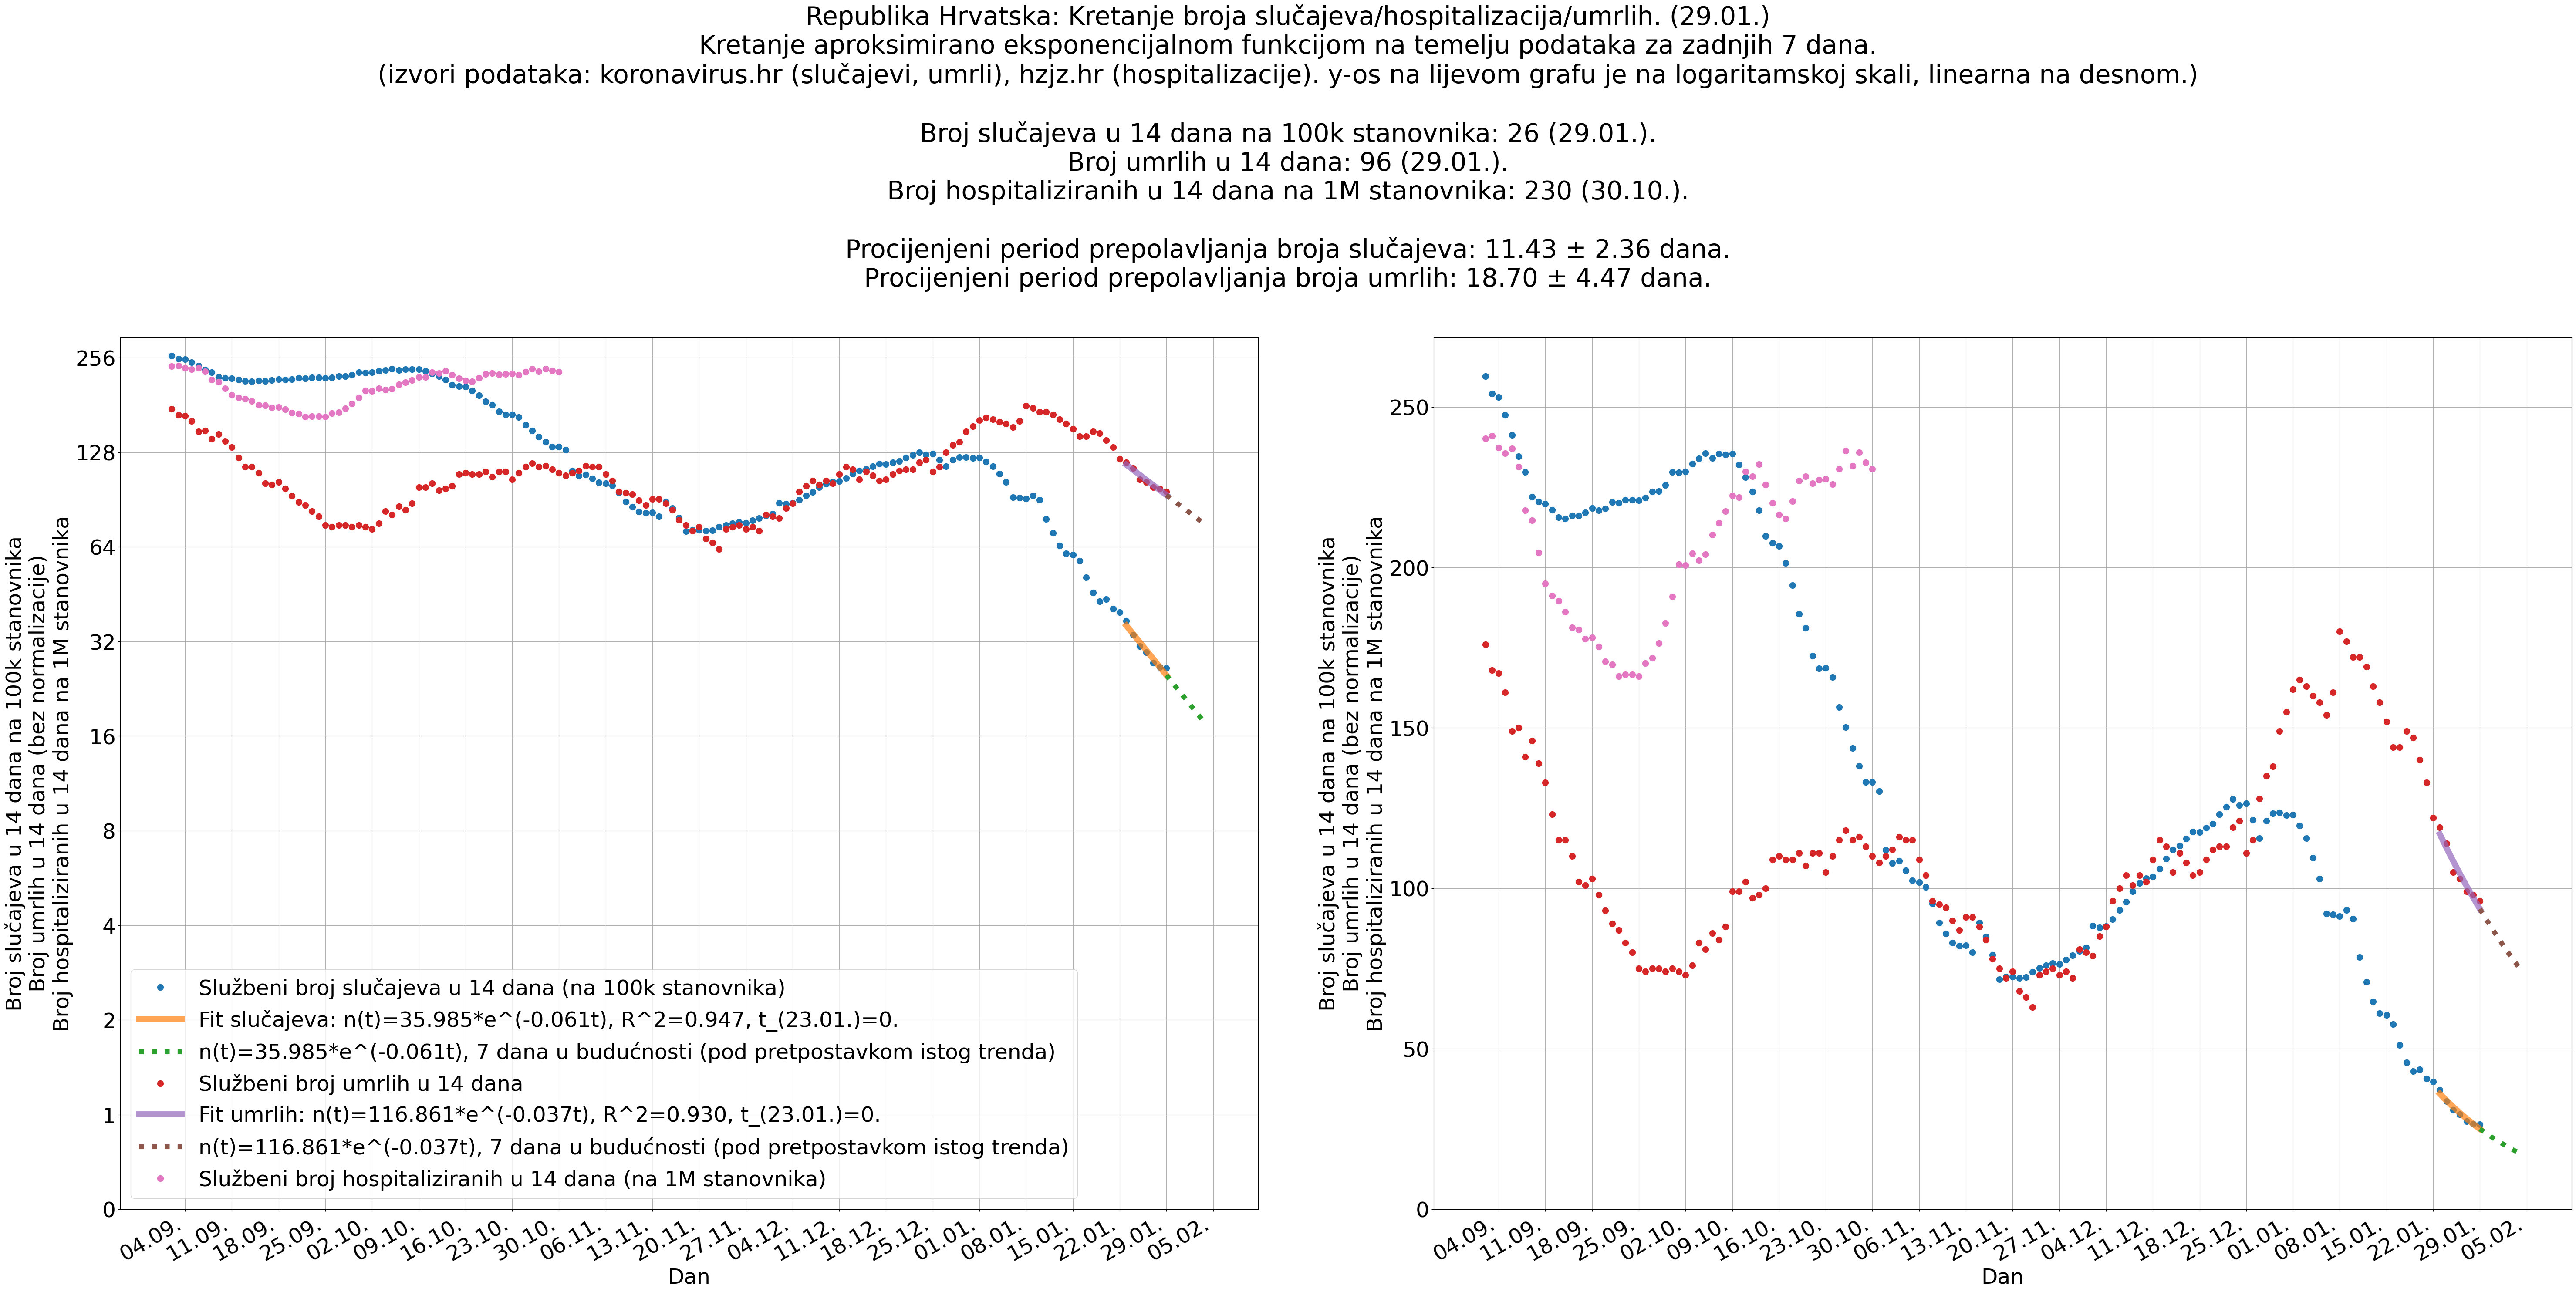 Republika Hrvatska: Kretanje broja slučajeva/hospitalizacija/umrlih. (29.01.)
Kretanje aproksimirano eksponencijalnom funkcijom na temelju podataka za zadnjih 7 dana.
(izvori podataka: koronavirus.hr (slučajevi, umrli), hzjz.hr (hospitalizacije). y-os na lijevom grafu je na logaritamskoj skali, linearna na desnom.)
Broj slučajeva u 14 dana na 100k stanovnika: 26 (29.01.).
Broj umrlih u 14 dana: 96 (29.01.).
Broj hospitaliziranih u 14 dana na 1M stanovnika: 230 (30.10.).
Procijenjeni period prepolavljanja broja slučajeva: 11.43 ± 2.36 dana.
Procijenjeni period prepolavljanja broja umrlih: 18.70 ± 4.47 dana.
Broj slučajeva u 14 dana na 100k stanovnika
Broj umrlih u 14 dana (bez normalizacije)
Broj hospitaliziranih u 14 dana na 1M stanovnika
256
128
64
32
16
8
4
2
1
0
Službeni broj slučajeva u 14 dana (na 100k stanovnika)
Fit slučajeva: n(t)=35.985*e^(-0.061t), R^2=0.947, t_(23.01.)=0.
n(t)=35.985*e^(-0.061t), 7 dana u budućnosti (pod pretpostavkom istog trenda)
Službeni broj umrlih u 14 dana
Fit umrlih: n(t)=116.861*e^(-0.037t), R^2=0.930, t_(23.01.)=0.
n(t)=116.861*e^(-0.037t), 7 dana u budućnosti (pod pretpostavkom istog trenda)
Službeni broj hospitaliziranih u 14 dana (na 1M stanovnika)
04.09. 11.09. 18.09. 25.09. 02.10. 09.10. 16.10. 23.10. 30.10. 06.11. 13.11. 20.11. 27.11. 04.12. 11.12. 18.12. 25.12. 01.01. 08.01. 15.01. 22.01. 29.01. 05.02.
Dan
Broj slučajeva u 14 dana na 100k stanovnika
Broj umrlih u 14 dana (bez normalizacije)
Broj hospitaliziranih u 14 dana na 1M stanovnika
250
200
150
100
50
0
04.09. 11.09. 18.09. 25.09. 02.10. 09.10. 16.10. 23.10. 30.10. 06.11. 13.11. 20.11. 27.11. 04.12. 11.12. 18.12. 25.12. 01.01. 08.01. 15.01. 22.01. 29.01. 05.02.
Dan